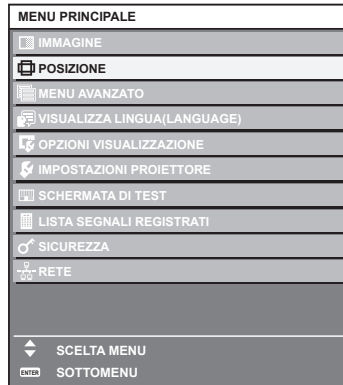 MENU PRINCIPALE
IMMAGINE
POSIZIONE
MENU AVANZATO
VISUALIZZA LINGUA(LANGUAGE)
OPZIONI VISUALIZZAZIONE
IMPOSTAZIONI PROIETTORE
SCHERMATA DI TEST
LISTA SEGNALI REGISTRATI
SICUREZZA
RETE
SCELTA MENU
ENTER SOTTOMENU